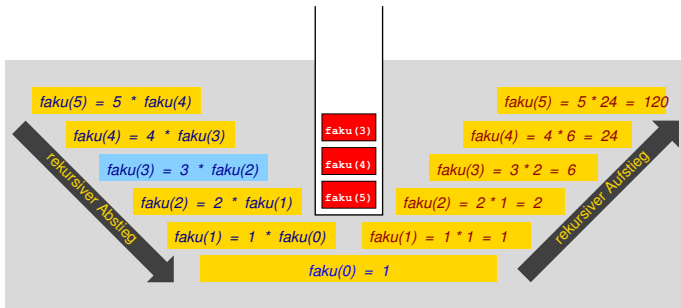 faku(5) = 5 * faku(4)
faku(4) = 4 * faku(3)
faku(3) = 3 * faku(2)
faku(2) = 2 * faku(1)
faku(1) = 1 * faku(0)
faku(0) = 1
rekursiver Abstieg
faku(3)
faku(4)
faku(5)
faku(5) = 5 * 24 = 120
faku(4) = 4 * 6 = 24
faku(3) = 3 * 2 = 6
faku(2) = 2 * 1 = 2
faku(1) = 1 * 1 = 1
rekursiver Aufstieg